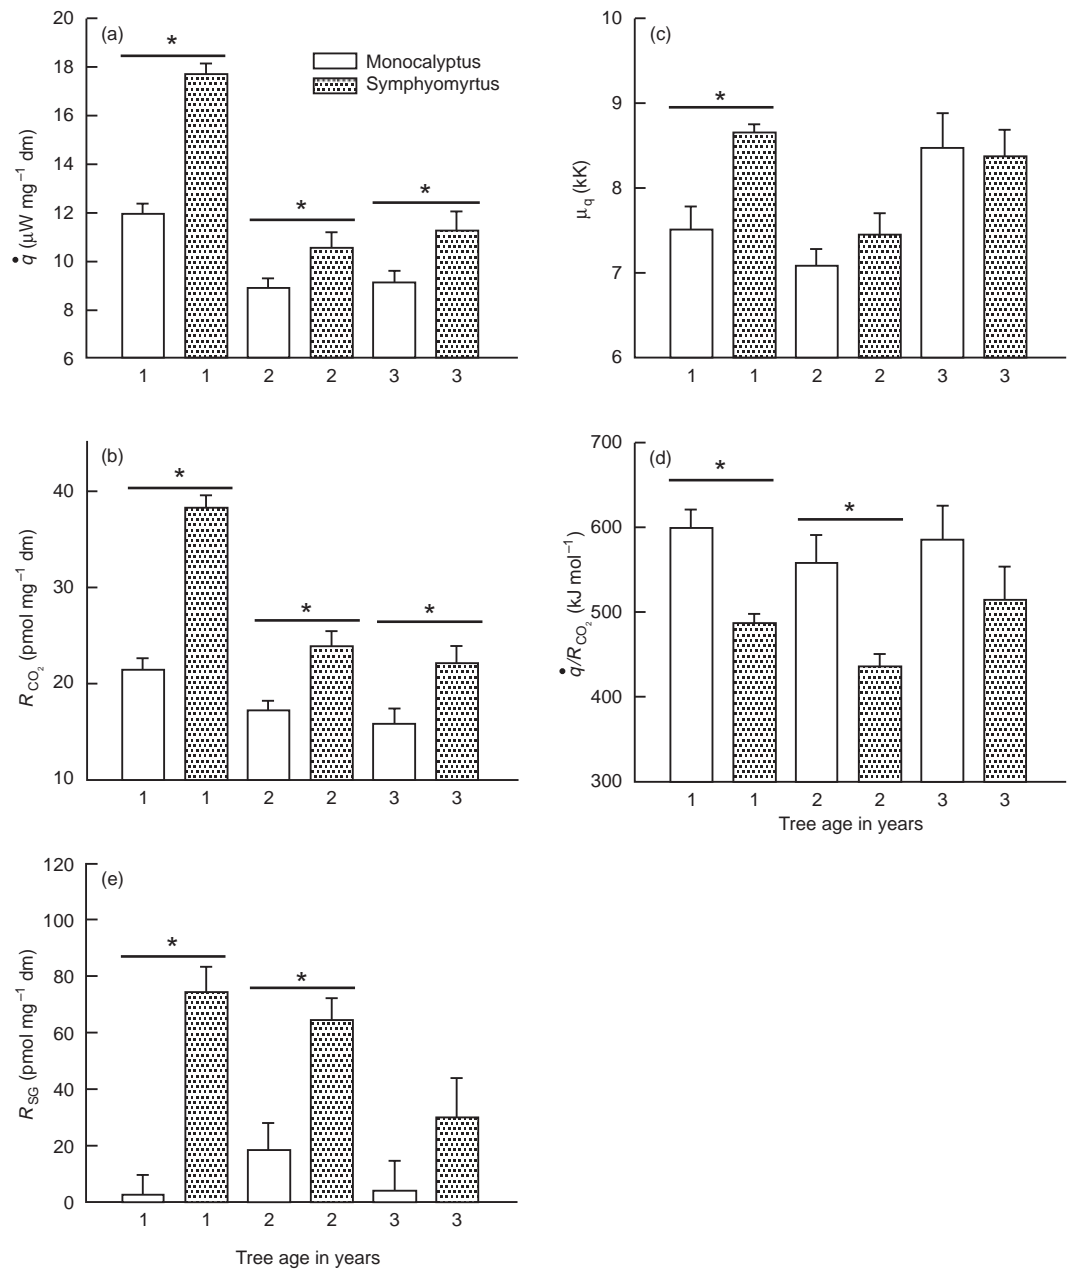 (a)
20
18
16
14
12
10
8
6
q̇ (µW mg⁻¹ dm)
Monocalyptus
Symphyomyrtus
*
*
*
1 1 2 2 3 3
(c)
10
9
8
7
6
µq (kK)
*
1 1 2 2 3 3
(b)
40
30
20
10
RCO₂ (pmol mg⁻¹ dm)
*
*
*
1 1 2 2 3 3
(d)
700
600
500
400
300
q̇/RCO₂ (kJ mol⁻¹)
*
*
1 1 2 2 3 3
Tree age in years
(e)
120
100
80
60
40
20
0
RSG (pmol mg⁻¹ dm)
*
*
1 1 2 2 3 3
Tree age in years